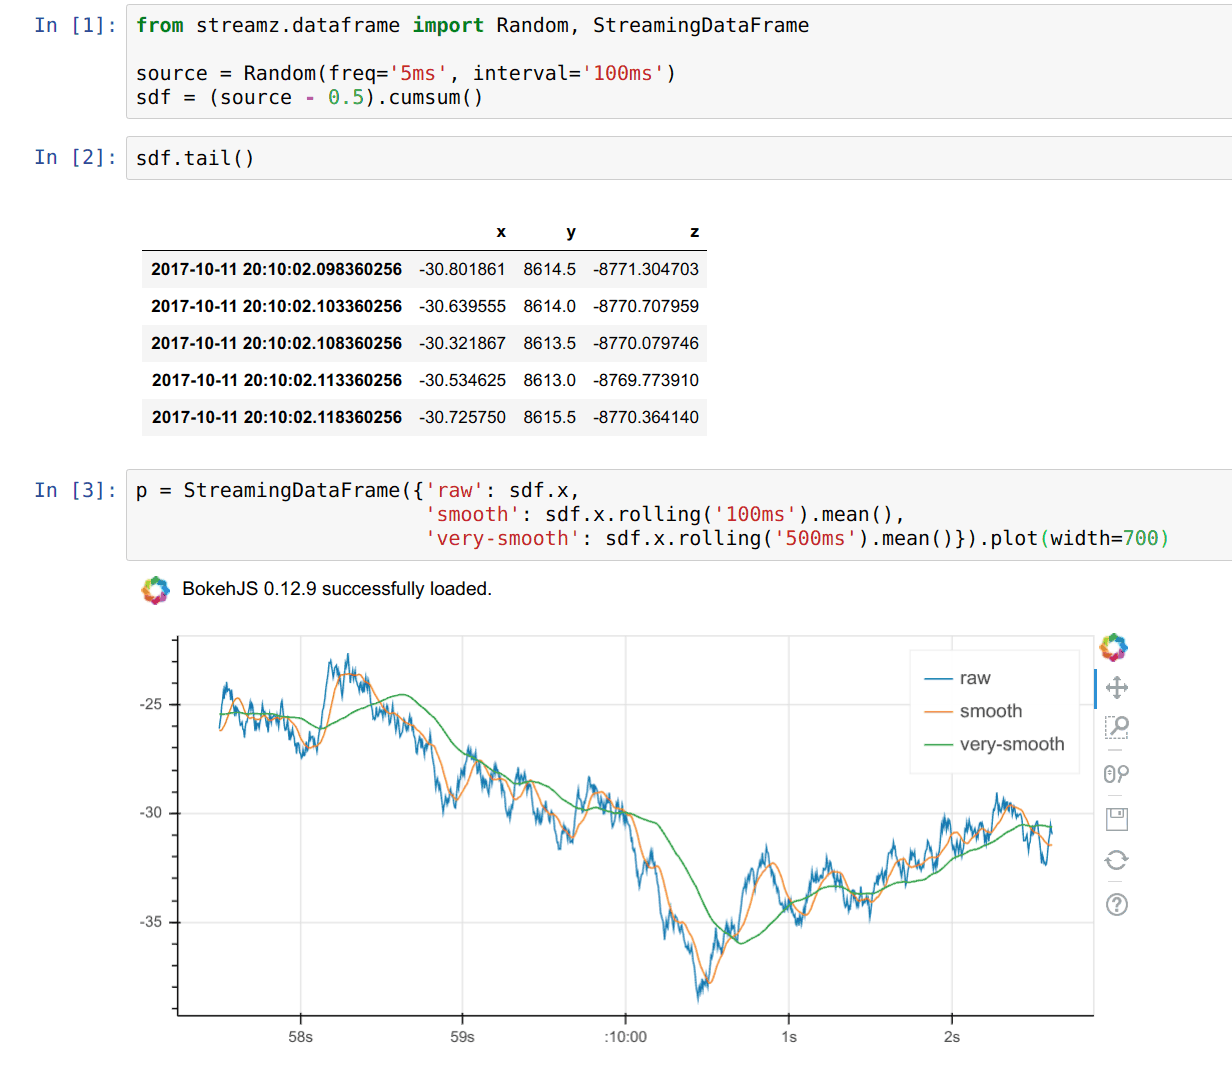 In [1]: from streamz.dataframe import Random, StreamingDataFrame
source = Random(freq='5ms', interval='100ms')
sdf = (source - 0.5).cumsum()
In [2]: sdf.tail()
x y z
2017-10-11 20:10:02.098360256 -30.801861 8614.5 -8771.304703
2017-10-11 20:10:02.103360256 -30.639555 8614.0 -8770.707959
2017-10-11 20:10:02.108360256 -30.321867 8613.5 -8770.079746
2017-10-11 20:10:02.113360256 -30.534625 8613.0 -8769.773910
2017-10-11 20:10:02.118360256 -30.725750 8615.5 -8770.364140
In [3]: p = StreamingDataFrame({'raw': sdf.x,
'smooth': sdf.x.rolling('100ms').mean(),
'very-smooth': sdf.x.rolling('500ms').mean()}).plot(width=700)
BokehJS 0.12.9 successfully loaded.
raw
smooth
very-smooth
-25
-30
-35
58s 59s :10:00 1s 2s